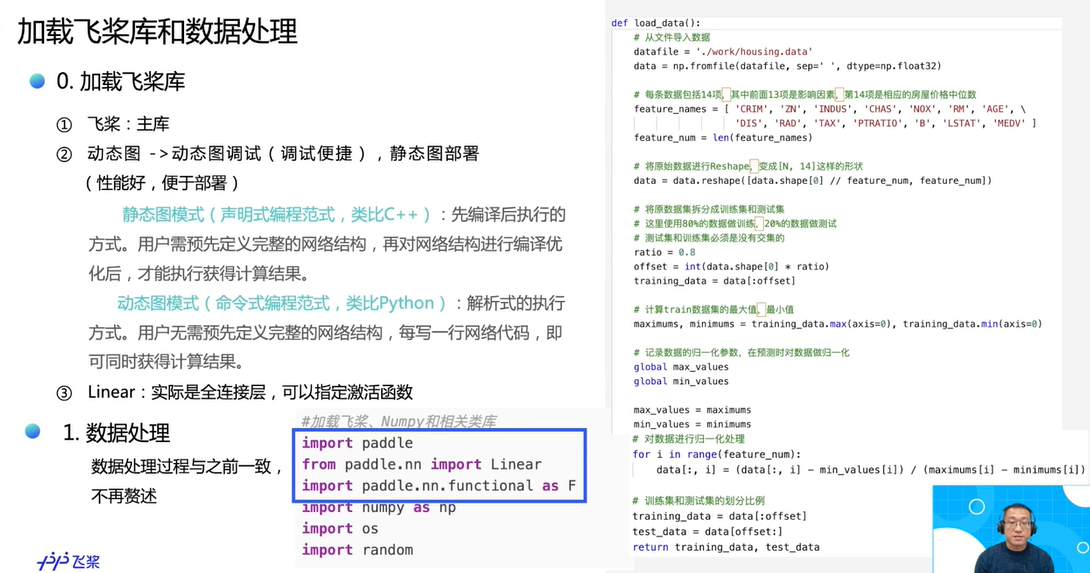 加载飞桨库和数据处理
0. 加载飞桨库
① 飞桨：主库
② 动态图 ->动态图调试（调试便捷），静态图部署
（性能好，便于部署）
静态图模式（声明式编程范式，类比C++）：先编译后执行的
方式。用户需预先定义完整的网络结构，再对网络结构进行编译优
化后，才能执行获得计算结果。
动态图模式（命令式编程范式，类比Python）：解析式的执行
方式。用户无需预先定义完整的网络结构，每写一行网络代码，即
可同时获得计算结果。
③ Linear：实际是全连接层，可以指定激活函数
1. 数据处理
数据处理过程与之前一致，
不再赘述
#加载飞桨、Numpy和相关类库
import paddle
from paddle.nn import Linear
import paddle.nn.functional as F
import numpy as np
import os
import random
飞桨
def load_data():
# 从文件导入数据
datafile = './work/housing.data'
data = np.fromfile(datafile, sep=' ', dtype=np.float32)
# 每条数据包括14项，其中前面13项是影响因素，第14项是相应的房屋价格中位数
feature_names = [ 'CRIM', 'ZN', 'INDUS', 'CHAS', 'NOX', 'RM', 'AGE', \
'DIS', 'RAD', 'TAX', 'PTRATIO', 'B', 'LSTAT', 'MEDV' ]
feature_num = len(feature_names)
# 将原始数据进行Reshape，变成[N, 14]这样的形状
data = data.reshape([data.shape[0] // feature_num, feature_num])
# 将原数据集拆分成训练集和测试集
# 这里使用80%的数据做训练，20%的数据做测试
# 测试集和训练集必须是没有交集的
ratio = 0.8
offset = int(data.shape[0] * ratio)
training_data = data[:offset]
# 计算train数据集的最大值，最小值
maximums, minimums = training_data.max(axis=0), training_data.min(axis=0)
# 记录数据的归一化参数，在预测时对数据做归一化
global max_values
global min_values
max_values = maximums
min_values = minimums
# 对数据进行归一化处理
for i in range(feature_num):
data[:, i] = (data[:, i] - min_values[i]) / (maximums[i] - minimums[i])
# 训练集和测试集的划分比例
training_data = data[:offset]
test_data = data[offset:]
return training_data, test_data